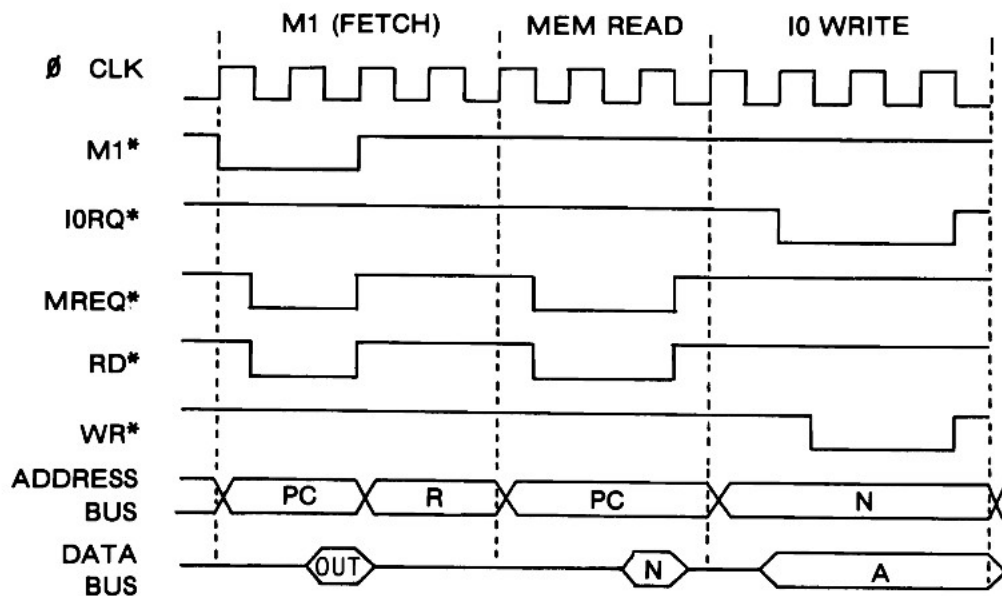 M1 (FETCH) MEM READ I0 WRITE
Ø CLK
M1*
I0RQ*
MREQ*
RD*
WR*
ADDRESS
BUS
PC R PC N
DATA
BUS
OUT N A